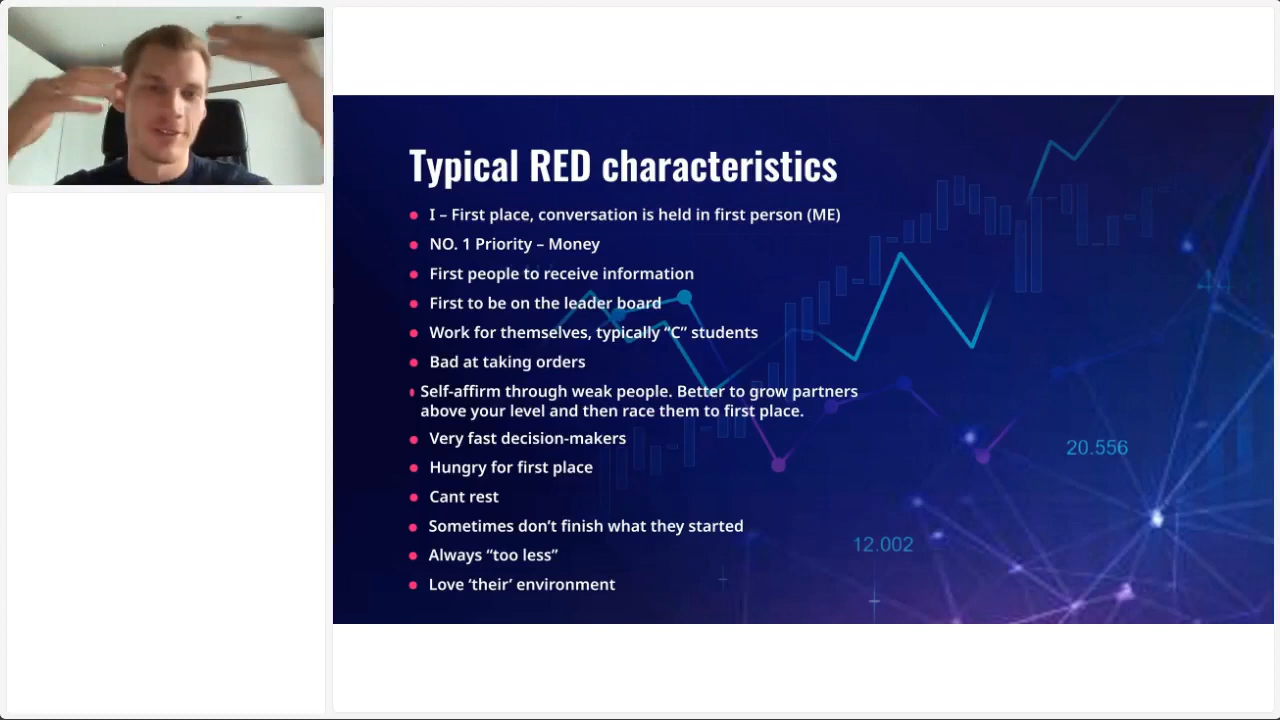 Typical RED characteristics
I – First place, conversation is held in first person (ME)
NO. 1 Priority – Money
First people to receive information
First to be on the leader board
Work for themselves, typically “C” students
Bad at taking orders
Self-affirm through weak people. Better to grow partners
above your level and then race them to first place.
Very fast decision-makers
Hungry for first place
Cant rest
Sometimes don’t finish what they started
Always “too less”
Love ‘their’ environment
20.556
12.002